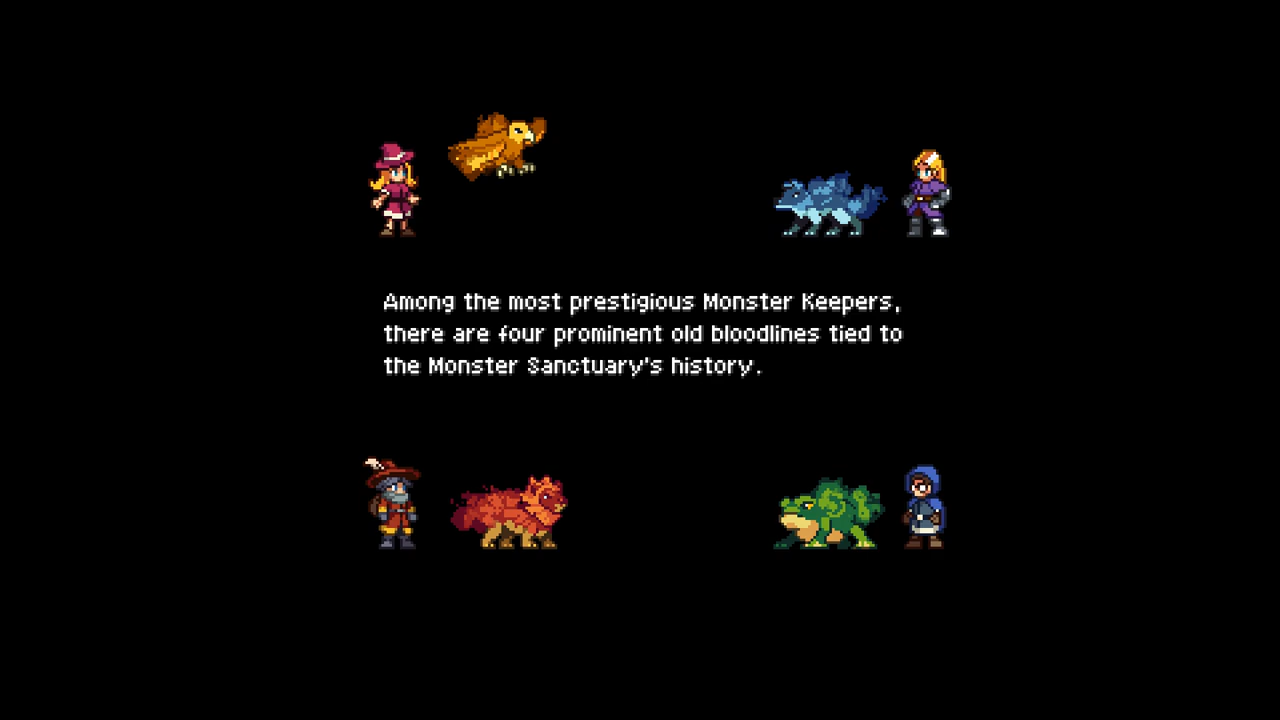 Among the most prestigious Monster Keepers,
there are four prominent old bloodlines tied to
the Monster Sanctuary's history.